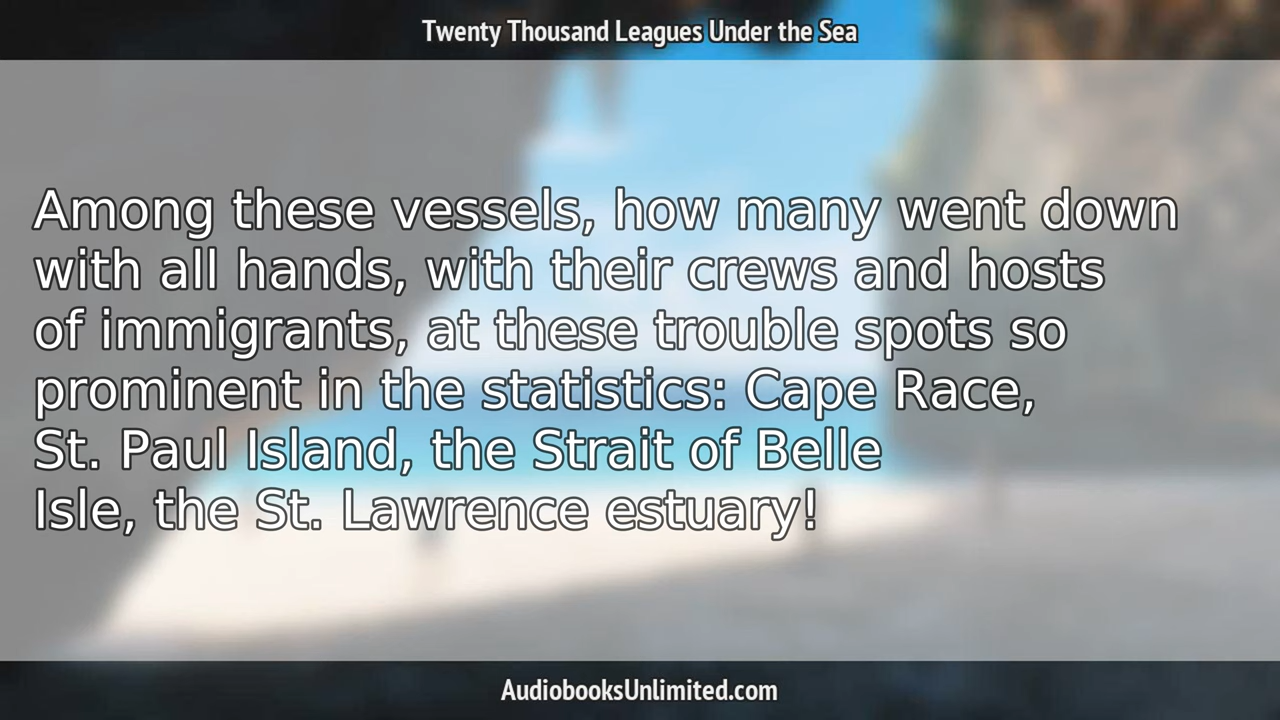 Twenty Thousand Leagues Under the Sea
Among these vessels, how many went down
with all hands, with their crews and hosts
of immigrants, at these trouble spots so
prominent in the statistics: Cape Race,
St. Paul Island, the Strait of Belle
Isle, the St. Lawrence estuary!
AudiobooksUnlimited.com